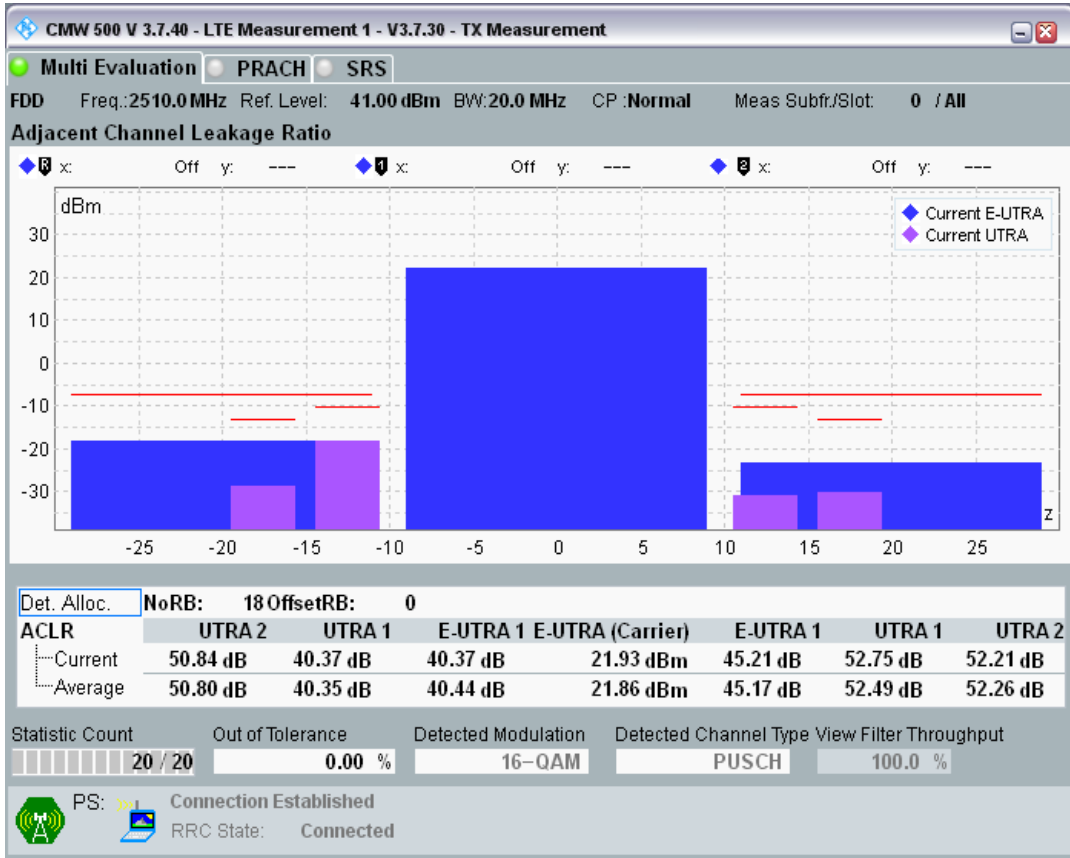 CMW 500 V 3.7.40 - LTE Measurement 1 - V3.7.30 - TX Measurement
Multi Evaluation PRACH SRS
FDD Freq.:2510.0 MHz Ref. Level: 41.00 dBm BW:20.0 MHz CP :Normal Meas Subfr./Slot: 0 / All
Adjacent Channel Leakage Ratio
R x: Off y: --- 1 x: Off y: --- 2 x: Off y: ---
dBm
Current E-UTRA
Current UTRA
30
20
10
0
-10
-20
-30
z
-25 -20 -15 -10 -5 0 5 10 15 20 25
Det. Alloc. NoRB: 18 OffsetRB: 0
ACLR UTRA 2 UTRA 1 E-UTRA 1 E-UTRA (Carrier) E-UTRA 1 UTRA 1 UTRA 2
Current 50.84 dB 40.37 dB 40.37 dB 21.93 dBm 45.21 dB 52.75 dB 52.21 dB
Average 50.80 dB 40.35 dB 40.44 dB 21.86 dBm 45.17 dB 52.49 dB 52.26 dB
Statistic Count Out of Tolerance Detected Modulation Detected Channel Type View Filter Throughput
20 / 20 0.00 % 16-QAM PUSCH 100.0 %
PS: Connection Established
RRC State: Connected